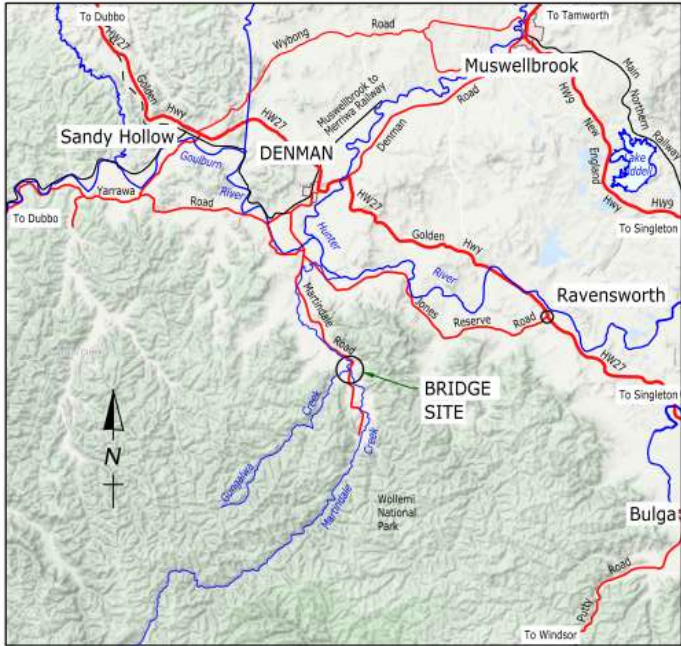 To Dubbo
Road
To Tamworth
Wybong
Golden
Hwy
HW27
Muswellbrook to
Merriwa Railway
Muswellbrook
Main
Northern
Railway
HW9
New
England
Hwy
HW9
Lake
Liddell
Sandy Hollow
DENMAN
Denman
Road
Goulburn
River
Yarrawa
Road
To Dubbo
HW27
Golden
Hwy
To Singleton
Hunter
River
Ravensworth
Martindale
Road
Jones
Reserve
Road
HW27
BRIDGE
SITE
To Singleton
N
Creek
Creek
Martindale
Wollemi
National
Park
Bulga
Road
Putty
To Windsor